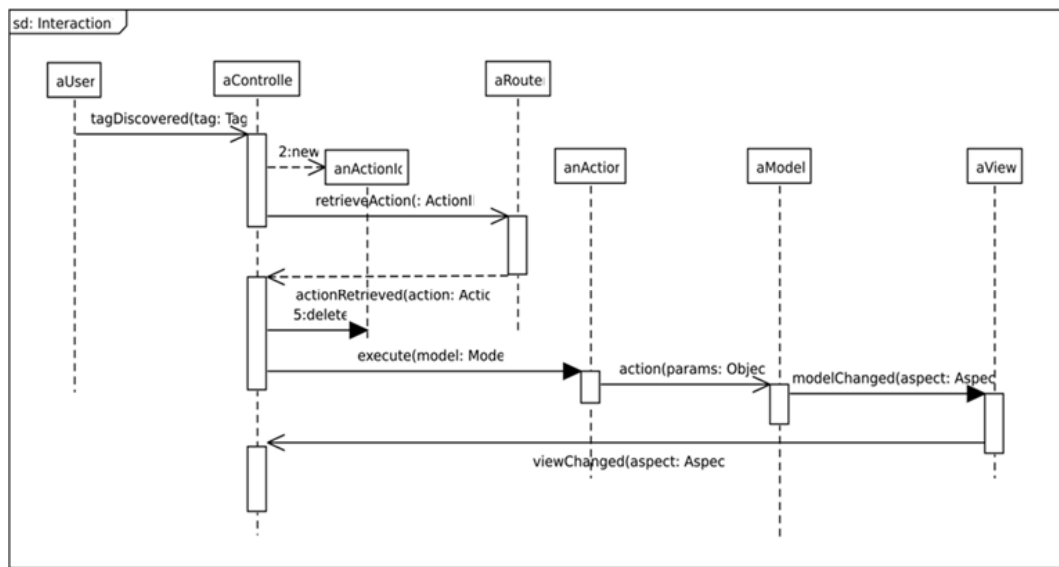 sd: Interaction
aUser
aControlle
aRoute
tagDiscovered(tag: Tag
2:new
anActionIc
anAction
aModel
aView
retrieveAction(: ActionI
actionRetrieved(action: Actic
5:delete
execute(model: Mode
action(params: Objec
modelChanged(aspect: Aspec
viewChanged(aspect: Aspec